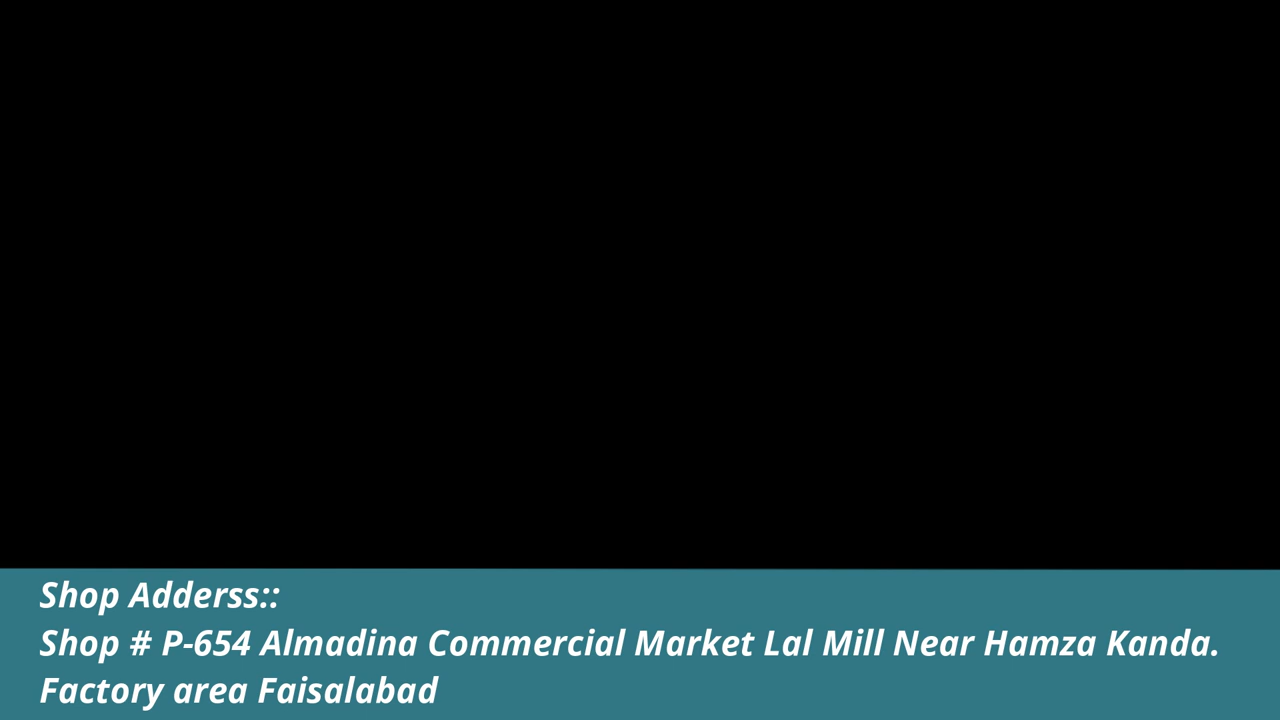 Shop Adderss::
Shop # P-654 Almadina Commercial Market Lal Mill Near Hamza Kanda.
Factory area Faisalabad